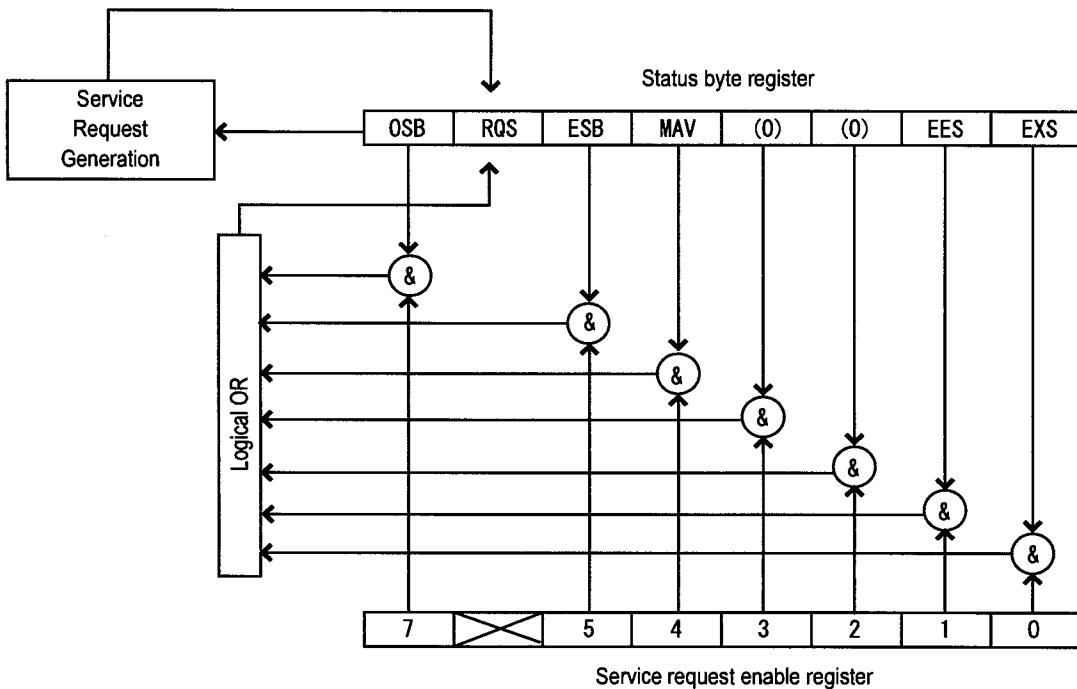 Status byte register
Service
Request
Generation
OSB RQS ESB MAV (0) (0) EES EXS
&
&
&
&
&
&
&
Logical OR
7 5 4 3 2 1 0
Service request enable register